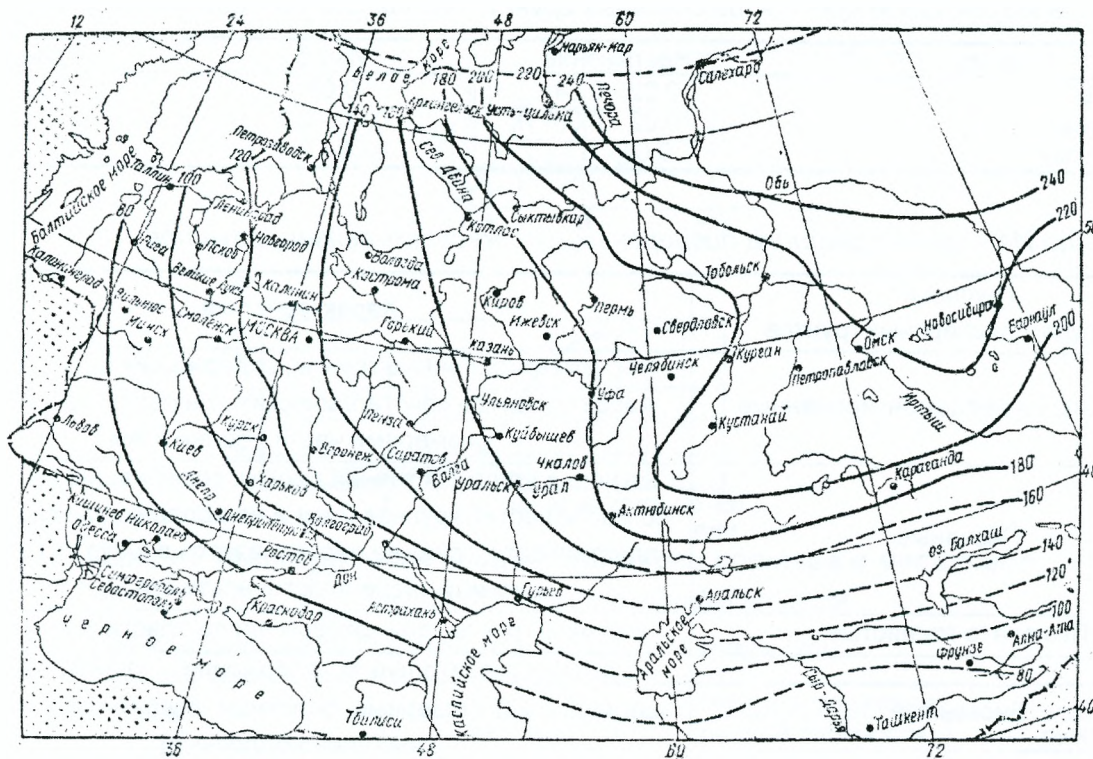 12 24 36 48 60 72
Нарьян-мар
Белое море
180 200 220 240
Салехард
Печора
140 160 Архангельск Усть-Цильма
Петрозаводск
120
Сев. Двина
Обь
240
Таллин 100
Балтийское море
Ленинград
Сыктывкар
220
80
Рига Псков Новгород
Котлас
Вологда
Калининград
Тобольск
Великие Луки Калинин Кострома
Вильнюс
Киров Пермь
Новосибирск
Минск Смоленск МОСКВА Горький Ижевск Свердловск
Омск
Барнаул
200
Казань
Челябинск Курган
Петропавловск
Ульяновск
Уфа
Иртыш
Львов
Пенза
Кустанай
Курск
Куйбышев
Киев
Воронеж
Саратов
Чкалов
Караганда
180
40
Волга
Днепр
Харьков
Уральск Урал
160
Кишинев Николаев
Волгоград
Актюбинск
Одесса
оз. Балхаш
140
Ростов
Дон
120
Симферополь
Гурьев
Аральск
Севастополь
Краснодар
Астрахань
100
Алма-Ата
Черное море
Каспийское море
Аральское море
Фрунзе
80
Тбилиси
Сыр-Дарья
Ташкент
40
36 48 60 72